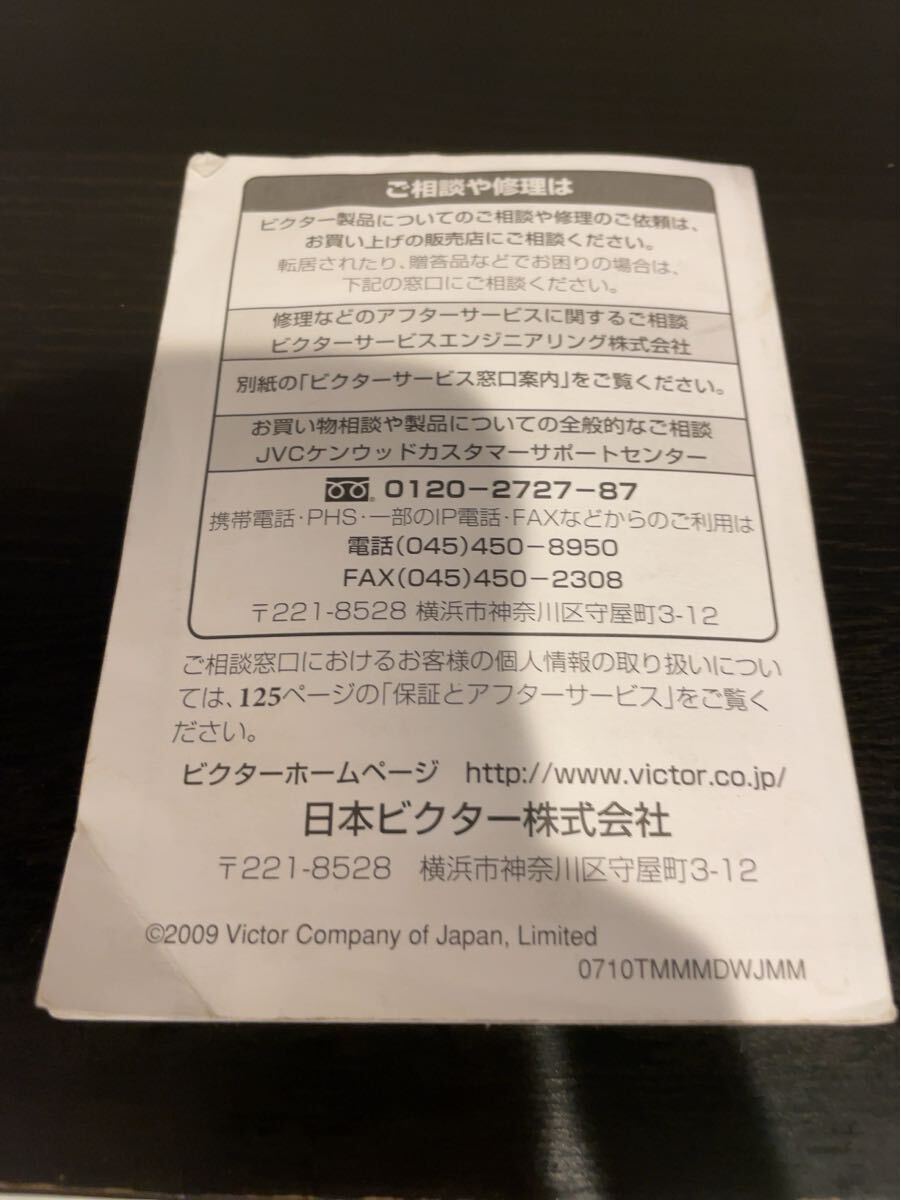 ご相談や修理は
ビクター製品についてのご相談や修理のご依頼は、
お買い上げの販売店にご相談ください。
転居されたり、贈答品などでお困りの場合は、
下記の窓口にご相談ください。
修理などのアフターサービスに関するご相談
ビクターサービスエンジニアリング株式会社
別紙の「ビクターサービス窓口案内」をご覧ください。
お買い物相談や製品についての全般的なご相談
JVCケンウッドカスタマーサポートセンター
0120-2727-87
携帯電話・PHS・一部のIP電話・FAXなどからのご利用は
電話(045)450-8950
FAX(045)450-2308
〒221-8528 横浜市神奈川区守屋町3-12
ご相談窓口におけるお客様の個人情報の取り扱いについ
ては、125ページの「保証とアフターサービス」をご覧く
ださい。
ビクターホームページ http://www.victor.co.jp/
日本ビクター株式会社
〒221-8528 横浜市神奈川区守屋町3-12
©2009 Victor Company of Japan, Limited
0710TMMMDWJMM